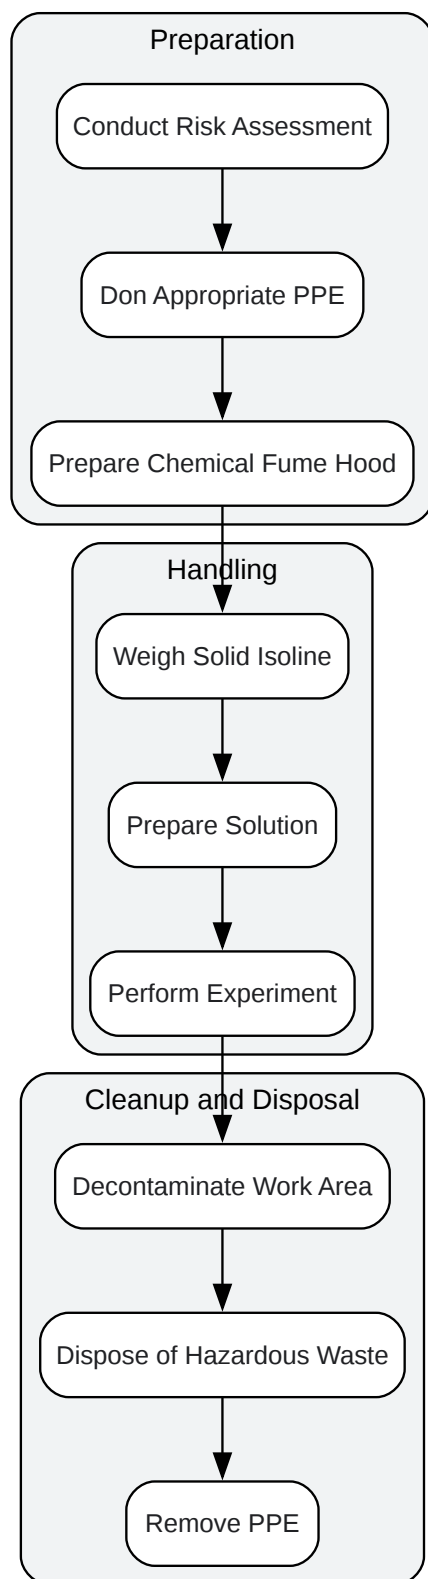 Preparation
Conduct Risk Assessment
Don Appropriate PPE
Prepare Chemical Fume Hood
Handling
Weigh Solid Isoline
Prepare Solution
Perform Experiment
Cleanup and Disposal
Decontaminate Work Area
Dispose of Hazardous Waste
Remove PPE